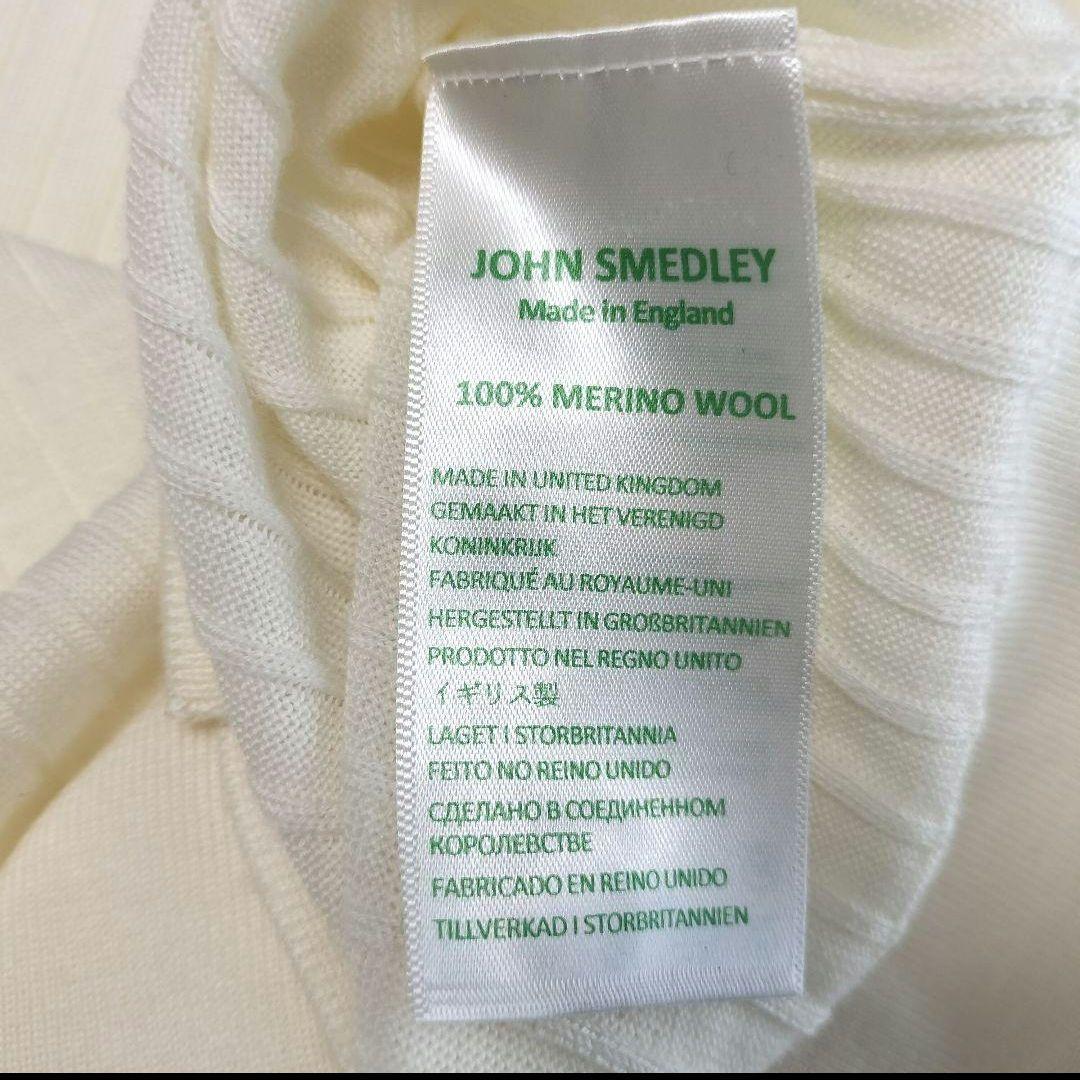 JOHN SMEDLEY
Made in England
100% MERINO WOOL
MADE IN UNITED KINGDOM
GEMAAKT IN HET VERENIGD
KONINKRIJK
FABRIQUÉ AU ROYAUME-UNI
HERGESTELLT IN GROßBRITANNIEN
PRODOTTO NEL REGNO UNITO
イギリス製
LAGET I STORBRITANNIA
FEITO NO REINO UNIDO
СДЕЛАНО В СОЕДИНЕННОМ
КОРОЛЕВСТВЕ
FABRICADO EN REINO UNIDO
TILLVERKAD I STORBRITANNIEN